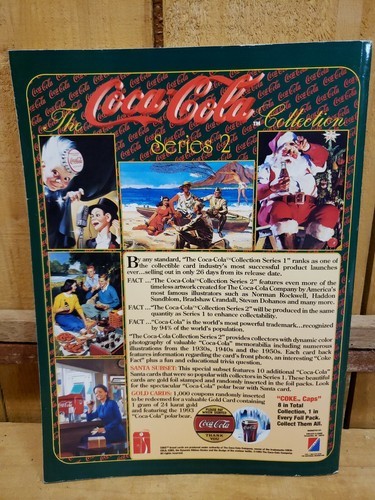 The Coca-Cola™ Collection
Series 2
By any standard, "The Coca-Cola™ Collection Series 1" ranks as one of
the collectible card industry's most successful product launches
ever...selling out in only 26 days from its release date.
FACT ..."The Coca-Cola™ Collection Series 2" features even more of the
timeless artwork created for The Coca-Cola Company by America's
most famous illustrators such as Norman Rockwell, Haddon
Sundblom, Bradshaw Crandall, Stevan Dohanos and many more.
FACT ..."The Coca-Cola™ Collection Series 2" will be produced in the same
quantity as Series 1 to enhance collectability.
FACT ..."Coca-Cola" is the world's most powerful trademark...recognized
by 94% of the world's population.
The Coca-Cola Collection Series 2 provides collectors with dynamic color
photography of valuable "Coca-Cola" memorabilia including numerous
illustrations from the 1930s, 1940s and the 1950s. Each card back
features information regarding the card's front photo, an interesting "Coke
Fact" plus a fun and educational trivia question.
SANTA SUBSET: This special subset features 10 additional "Coca-Cola"
Santa cards that were so popular with collectors in Series 1. These beautiful
cards are gold foil stamped and randomly inserted in the foil packs. Look
for the spectacular "Coca-Cola" polar bear with Santa card.
GOLD CARDS: 1,000 coupons randomly inserted
to be redeemed for a valuable Gold Card containing
1 gram of 24 karat gold
and featuring the 1993
"Coca-Cola" polar bear.
"COKE™ Caps"
8 in Total
Collection, 1 in
Every Foil Pack.
Collect Them All.
Coca-Cola
THANK
YOU